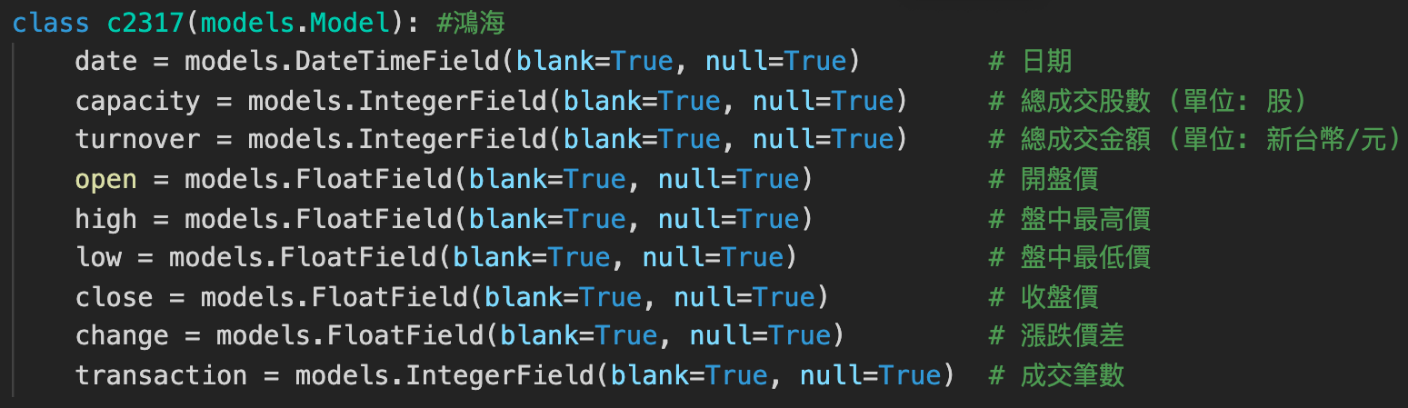 class c2317(models.Model): #鴻海
    date = models.DateTimeField(blank=True, null=True)        # 日期
    capacity = models.IntegerField(blank=True, null=True)     # 總成交股數 (單位: 股)
    turnover = models.IntegerField(blank=True, null=True)     # 總成交金額 (單位: 新台幣/元)
    open = models.FloatField(blank=True, null=True)           # 開盤價
    high = models.FloatField(blank=True, null=True)           # 盤中最高價
    low = models.FloatField(blank=True, null=True)            # 盤中最低價
    close = models.FloatField(blank=True, null=True)          # 收盤價
    change = models.FloatField(blank=True, null=True)         # 漲跌價差
    transaction = models.IntegerField(blank=True, null=True)  # 成交筆數